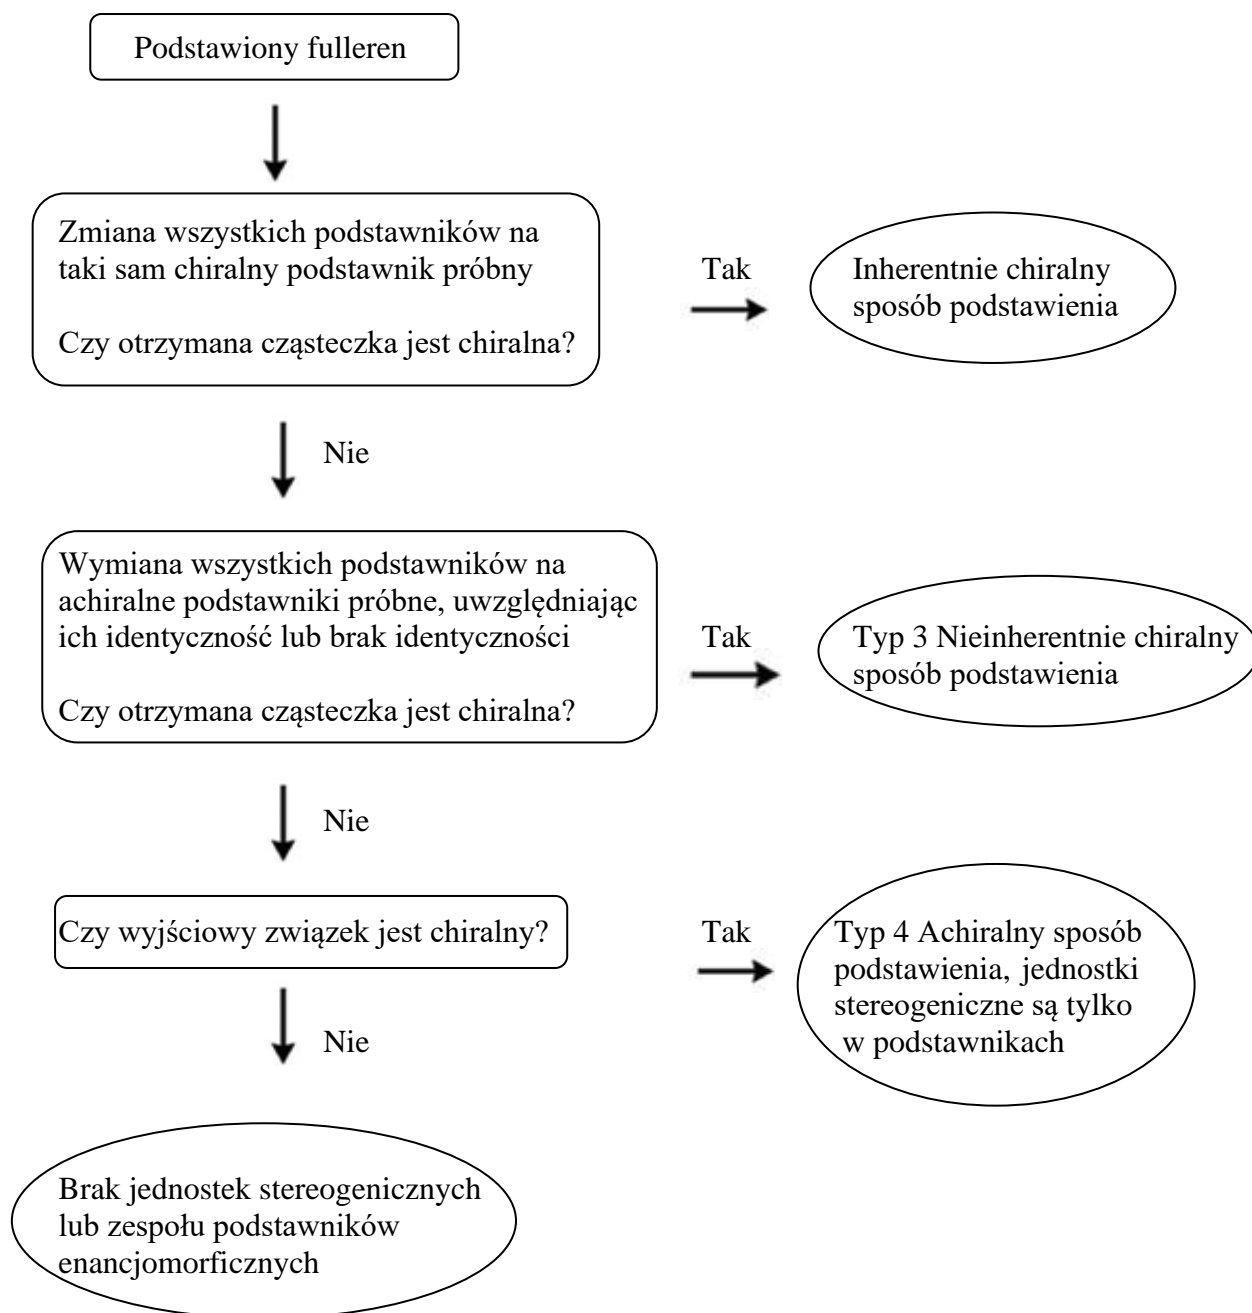 Podstawiony fulleren
Zmiana wszystkich podstawników na
taki sam chiralny podstawnik próbny
Czy otrzymana cząsteczka jest chiralna?
Tak
Inherentnie chiralny
sposób podstawienia
Nie
Wymiana wszystkich podstawników na
achiralne podstawniki próbne, uwzględniając
ich identyczność lub brak identyczności
Czy otrzymana cząsteczka jest chiralna?
Tak
Typ 3 Nieinherentnie chiralny
sposób podstawienia
Nie
Czy wyjściowy związek jest chiralny?
Tak
Typ 4 Achiralny sposób
podstawienia, jednostki
stereogeniczne są tylko
w podstawnikach
Nie
Brak jednostek stereogenicznych
lub zespołu podstawników
enancjomorficznych